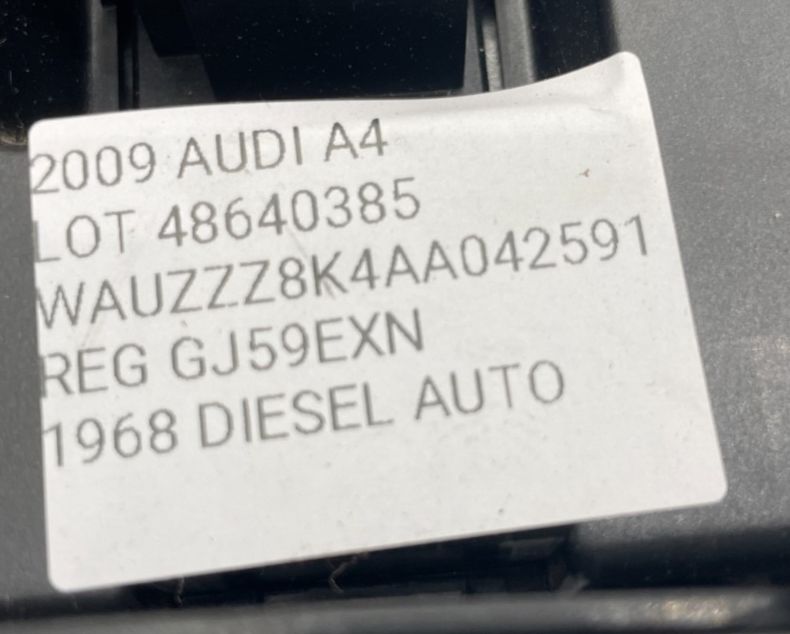 2009 AUDI A4
LOT 48640385
WAUZZZ8K4AA042591
REG GJ59EXN
1968 DIESEL AUTO